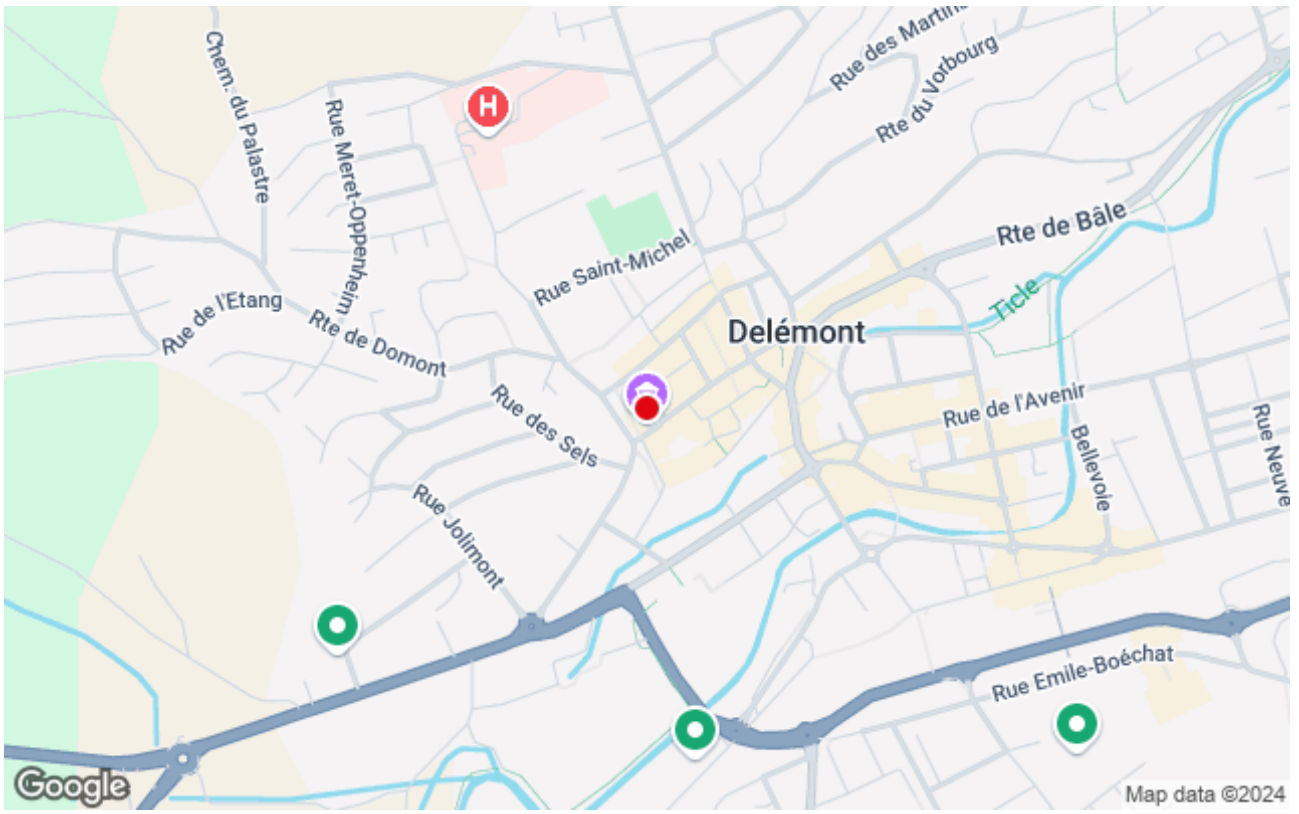 Rue des Martins
Chem. du Palastre
Rte du Vorbourg
H
Rue Meret-Oppenheim
Rte de Bâle
Rue Saint-Michel
Rue de l'Etang
Ticle
Rte de Domont
Delémont
Rue des Sels
Rue de l'Avenir
Bellevoie
Rue Neuve
Rue Jolimont
Rue Emile-Boéchat
Google
Map data ©2024